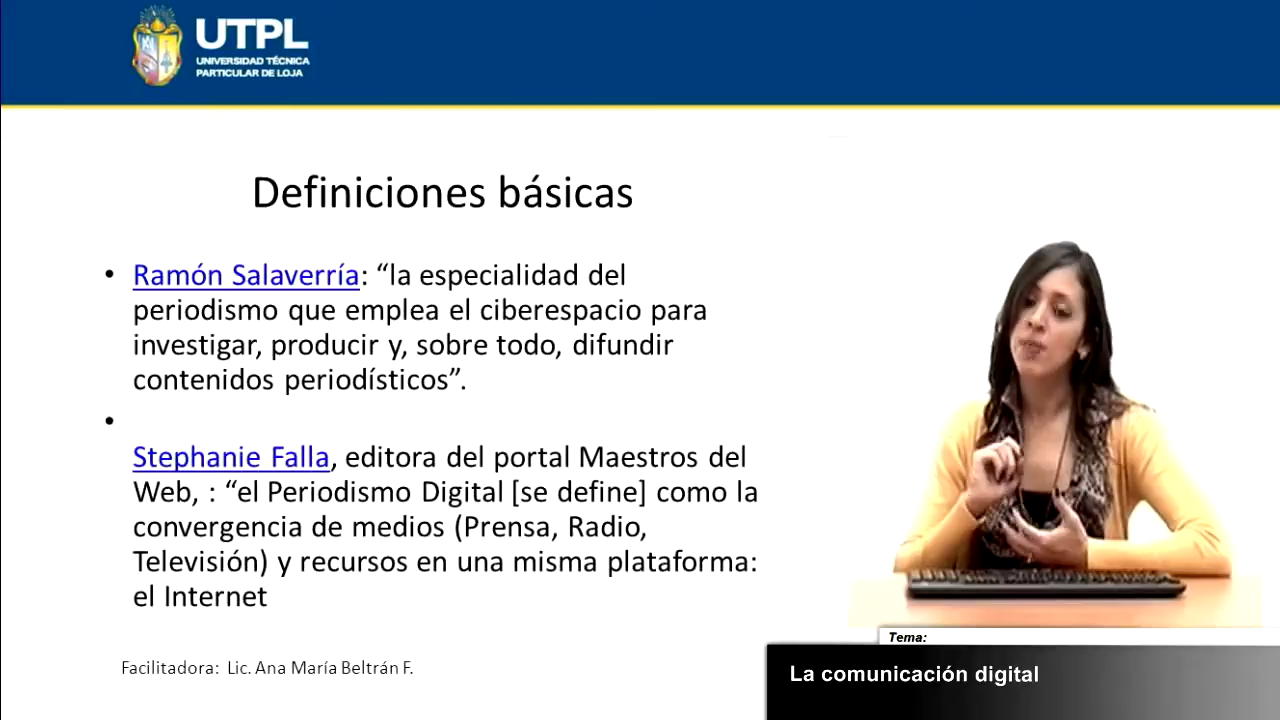 UTPL
UNIVERSIDAD TÉCNICA
PARTICULAR DE LOJA
Definiciones básicas
• Ramón Salaverría: “la especialidad del
periodismo que emplea el ciberespacio para
investigar, producir y, sobre todo, difundir
contenidos periodísticos”.
•
Stephanie Falla, editora del portal Maestros del
Web, : “el Periodismo Digital [se define] como la
convergencia de medios (Prensa, Radio,
Televisión) y recursos en una misma plataforma:
el Internet
Facilitadora: Lic. Ana María Beltrán F.
Tema:
La comunicación digital